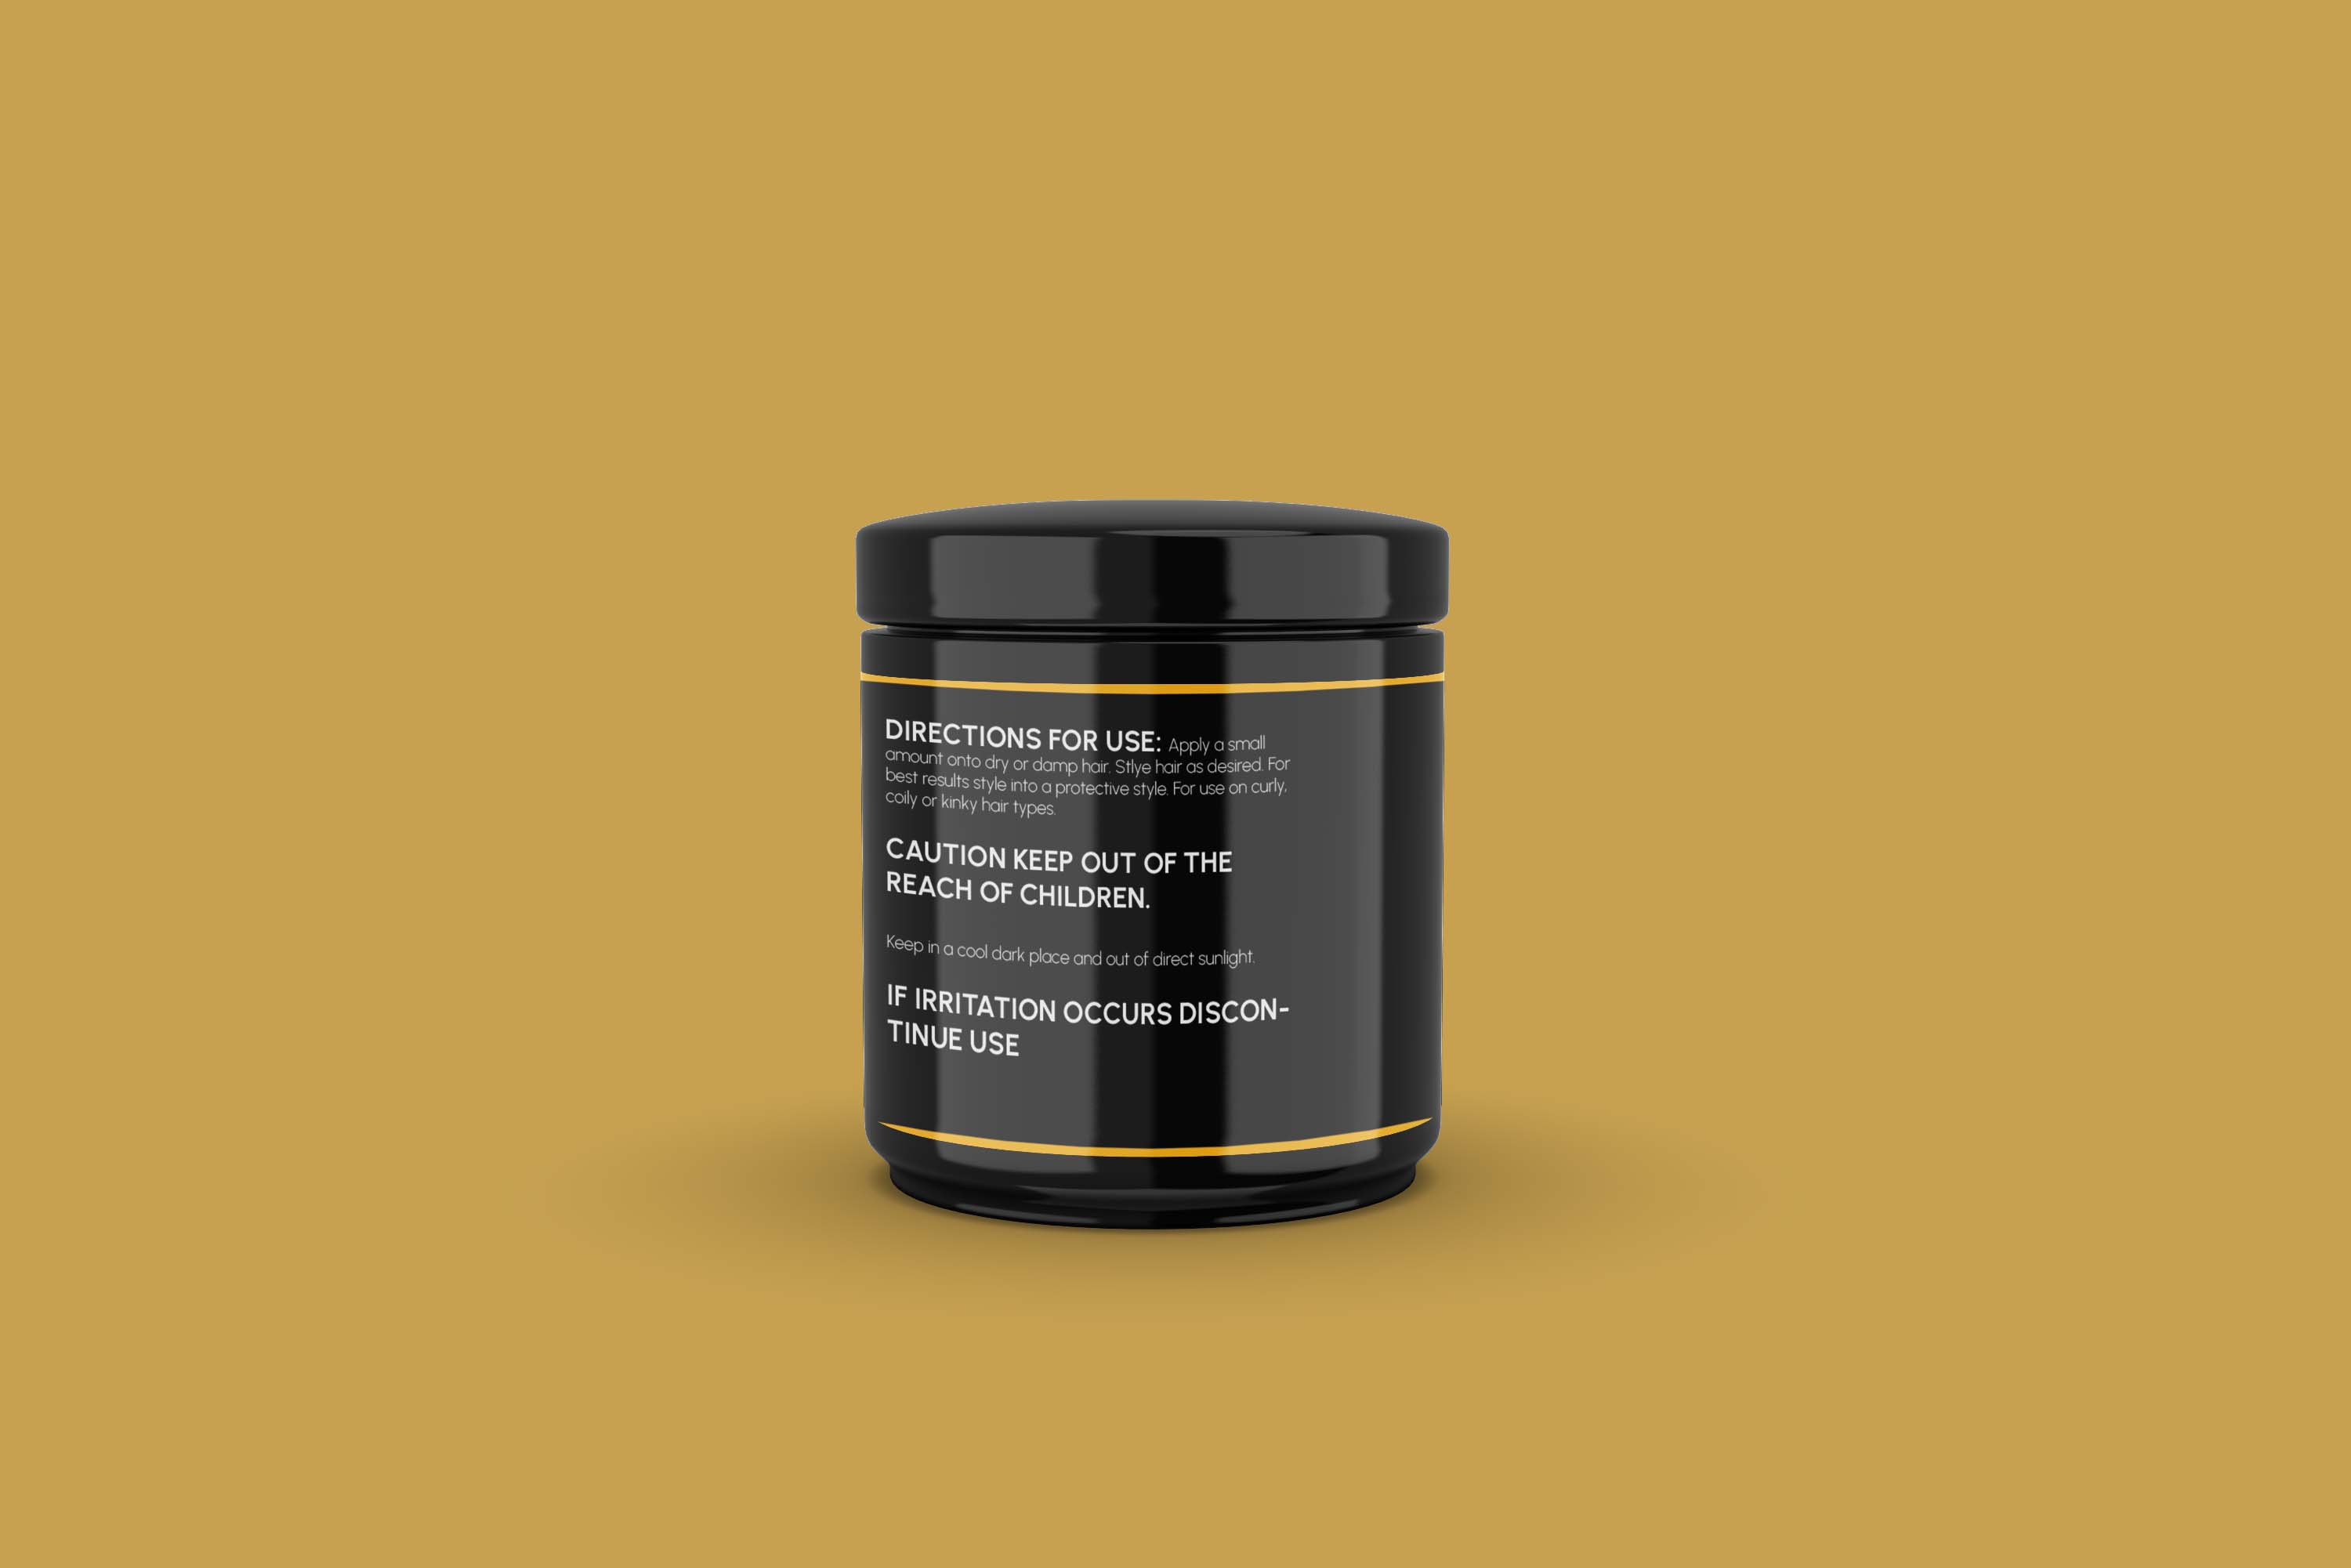 DIRECTIONS FOR USE: Apply a small
amount onto dry or damp hair. Stlye hair as desired. For
best results style into a protective style. For use on curly,
coily or kinky hair types.
CAUTION KEEP OUT OF THE
REACH OF CHILDREN.
Keep in a cool dark place and out of direct sunlight.
IF IRRITATION OCCURS DISCON-
TINUE USE